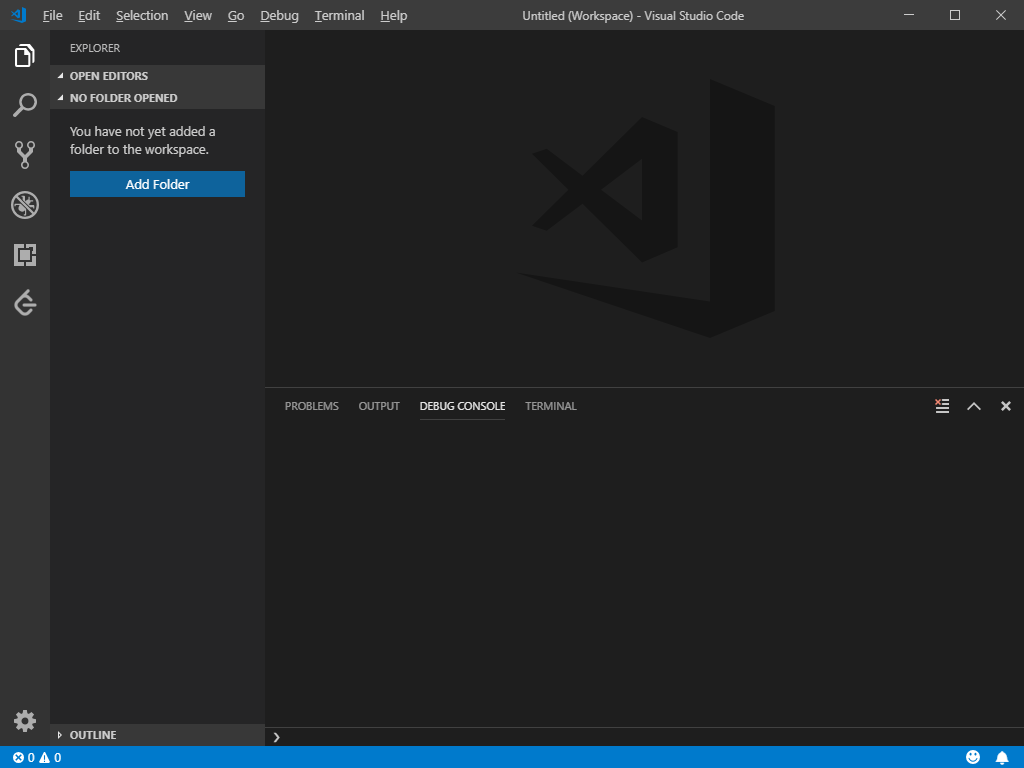 File Edit Selection View Go Debug Terminal Help
Untitled (Workspace) - Visual Studio Code
EXPLORER
OPEN EDITORS
NO FOLDER OPENED
You have not yet added a
folder to the workspace.
Add Folder
PROBLEMS OUTPUT DEBUG CONSOLE TERMINAL
OUTLINE
0 0